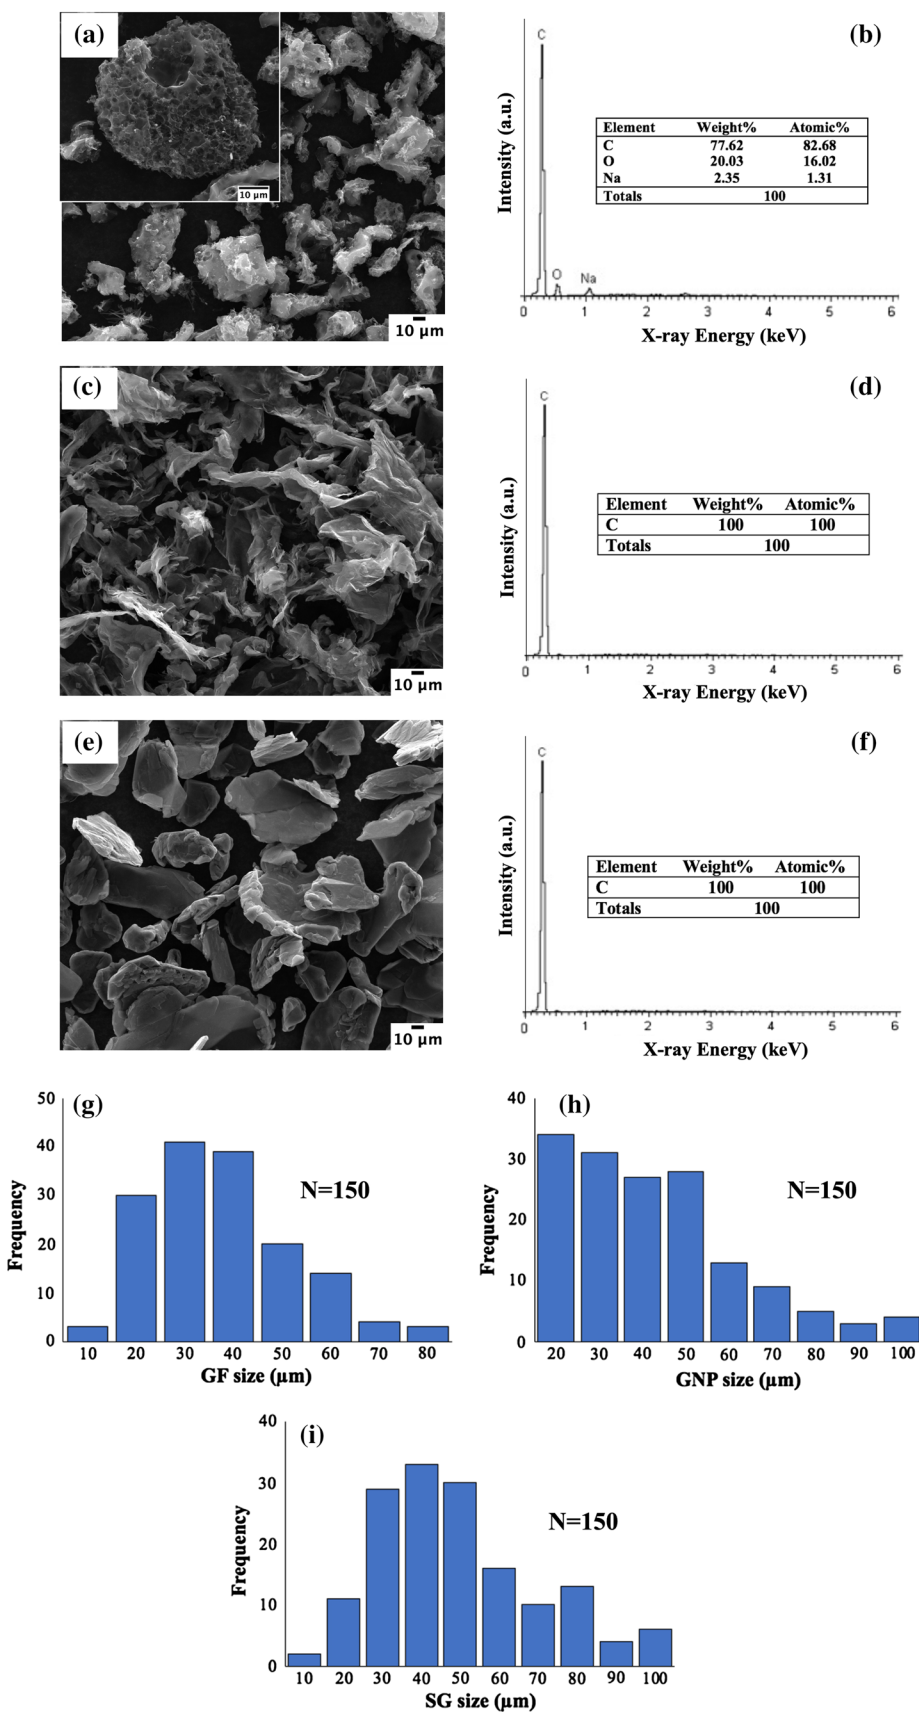 (a)
10 µm
10 µm
(b)
C
O
Na
Intensity (a.u.)
Element Weight% Atomic%
C 77.62 82.68
O 20.03 16.02
Na 2.35 1.31
Totals 100
0 1 2 3 4 5 6
X-ray Energy (keV)
(c)
10 µm
(d)
C
Intensity (a.u.)
Element Weight% Atomic%
C 100 100
Totals 100
0 1 2 3 4 5 6
X-ray Energy (keV)
(e)
10 µm
(f)
C
Intensity (a.u.)
Element Weight% Atomic%
C 100 100
Totals 100
0 1 2 3 4 5 6
X-ray Energy (keV)
(g)
N=150
Frequency
50
40
30
20
10
0
10 20 30 40 50 60 70 80
GF size (µm)
(h)
N=150
Frequency
40
30
20
10
0
20 30 40 50 60 70 80 90 100
GNP size (µm)
(i)
N=150
Frequency
40
30
20
10
0
10 20 30 40 50 60 70 80 90 100
SG size (µm)